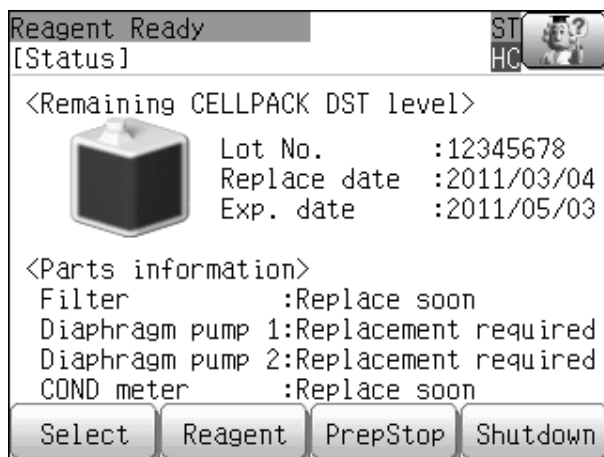 Reagent Ready
ST
[Status]
HC
<Remaining CELLPACK DST level>
Lot No. :12345678
Replace date :2011/03/04
Exp. date :2011/05/03
<Parts information>
Filter :Replace soon
Diaphragm pump 1:Replacement required
Diaphragm pump 2:Replacement required
COND meter :Replace soon
Select Reagent PrepStop Shutdown